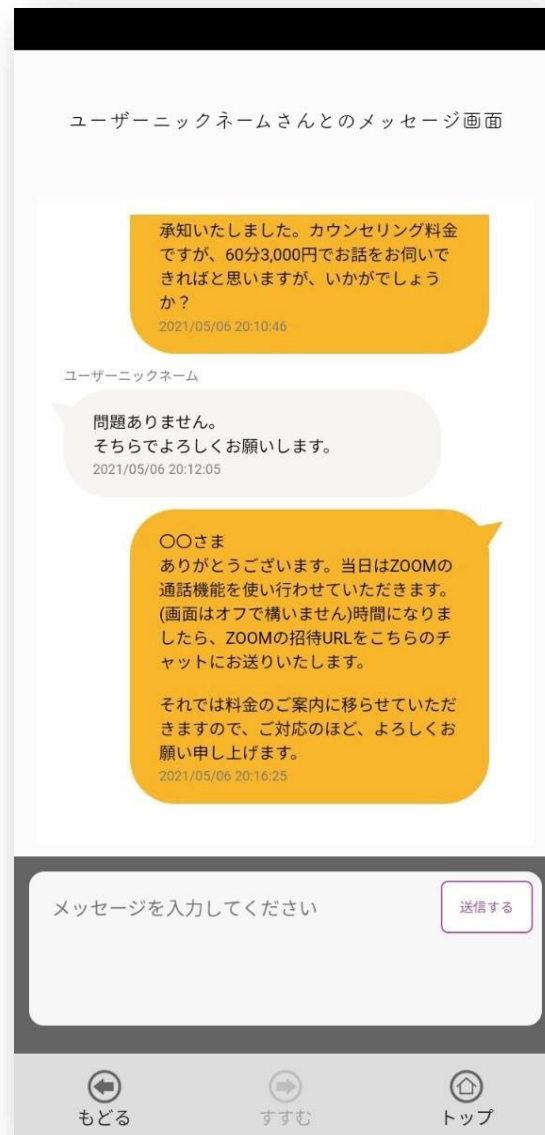 ユーザーニックネームさんとのメッセージ画面
承知いたしました。カウンセリング料金
ですが、60分3,000円でお話をお伺いで
きればと思いますが、いかがでしょう
か？
2021/05/06 20:10:46
ユーザーニックネーム
問題ありません。
そちらでよろしくお願いします。
2021/05/06 20:12:05
〇〇さま
ありがとうございます。当日はZOOMの
通話機能を使い行わせていただきます。
(画面はオフで構いません)時間になりま
したら、ZOOMの招待URLをこちらのチ
ャットにお送りいたします。
それでは料金のご案内に移らせていただ
きますので、ご対応のほど、よろしくお
願い申し上げます。
2021/05/06 20:16:25
メッセージを入力してください
送信する
もどる
すすむ
トップ